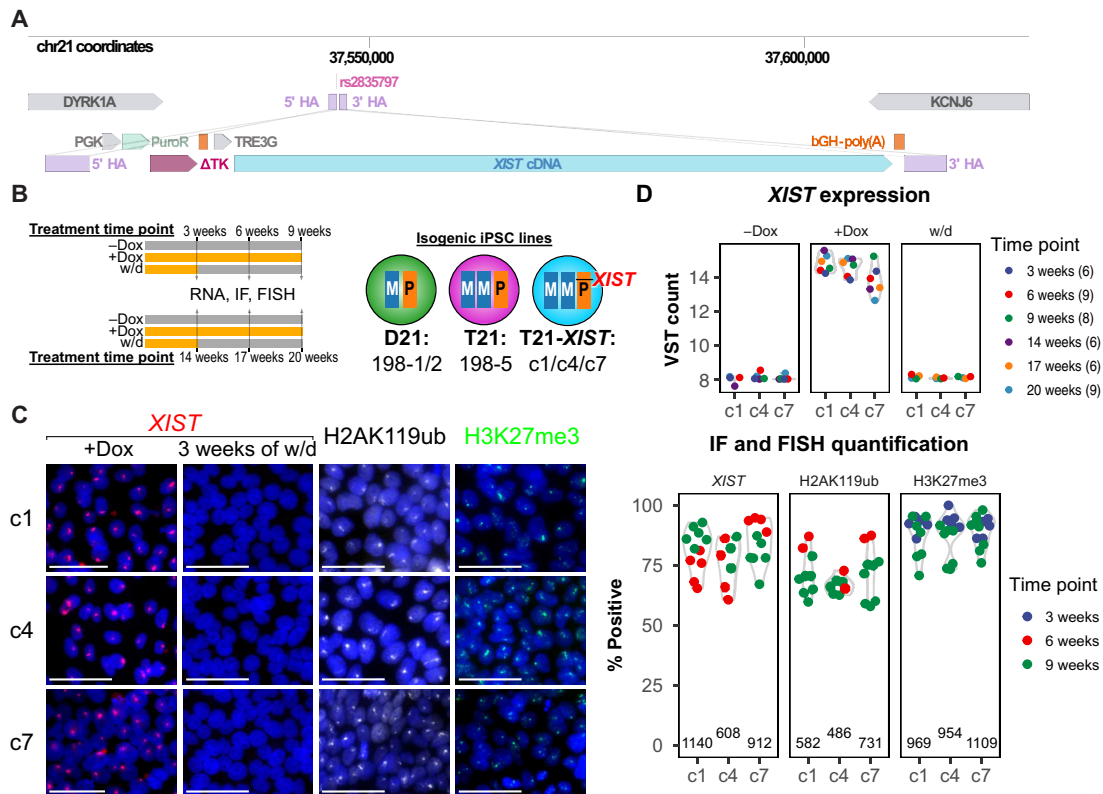 A
chr21 coordinates
37,550,000
37,600,000
rs2835797
DYRK1A
5' HA
3' HA
KCNJ6
PGK
PuroR
TRE3G
bGH-poly(A)
5' HA
ΔTK
XIST cDNA
3' HA
B
Treatment time point
3 weeks
6 weeks
9 weeks
–Dox
+Dox
w/d
RNA, IF, FISH
–Dox
+Dox
w/d
Treatment time point
14 weeks
17 weeks
20 weeks
Isogenic iPSC lines
M P
M M P
M M P
XIST
D21:
T21:
T21-XIST:
198-1/2
198-5
c1/c4/c7
C
XIST
+Dox
3 weeks of w/d
H2AK119ub
H3K27me3
c1
c4
c7
D
XIST expression
–Dox
+Dox
w/d
VST count
14
12
10
8
c1 c4 c7
c1 c4 c7
c1 c4 c7
Time point
3 weeks (6)
6 weeks (9)
9 weeks (8)
14 weeks (6)
17 weeks (6)
20 weeks (9)
IF and FISH quantification
XIST
H2AK119ub
H3K27me3
% Positive
100
75
50
25
0
1140 608 912
582 486 731
969 954 1109
c1 c4 c7
c1 c4 c7
c1 c4 c7
Time point
3 weeks
6 weeks
9 weeks